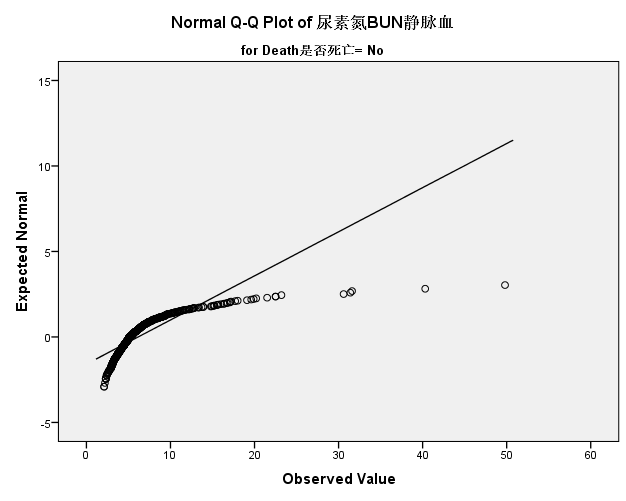 Normal Q-Q Plot of 尿素氮BUN静脉血
for Death是否死亡= No
15
10
5
0
-5
Expected Normal
0 10 20 30 40 50 60
Observed Value